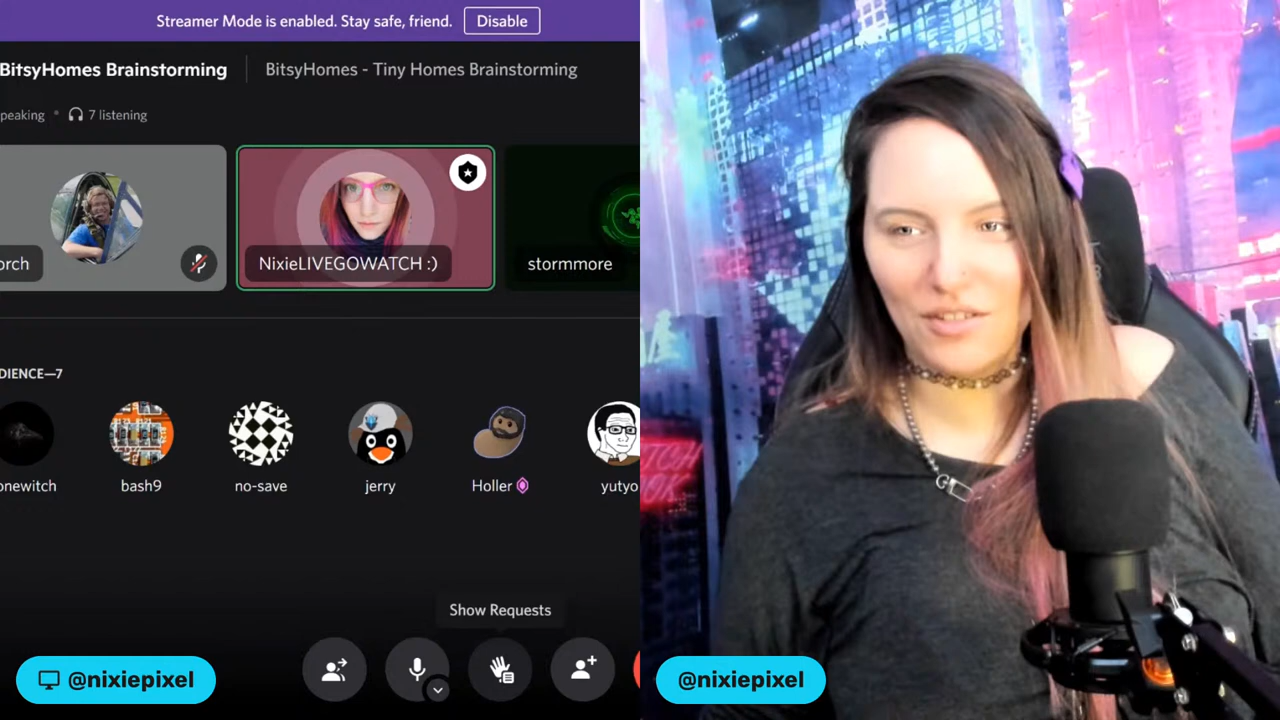 Streamer Mode is enabled. Stay safe, friend. Disable
BitsyHomes Brainstorming BitsyHomes - Tiny Homes Brainstorming
peaking • 7 listening
orch NixieLIVEGOWATCH :) stormmore
DIENCE—7
onewitch bash9 no-save jerry Holler yutyo
Show Requests
@nixiepixel @nixiepixel